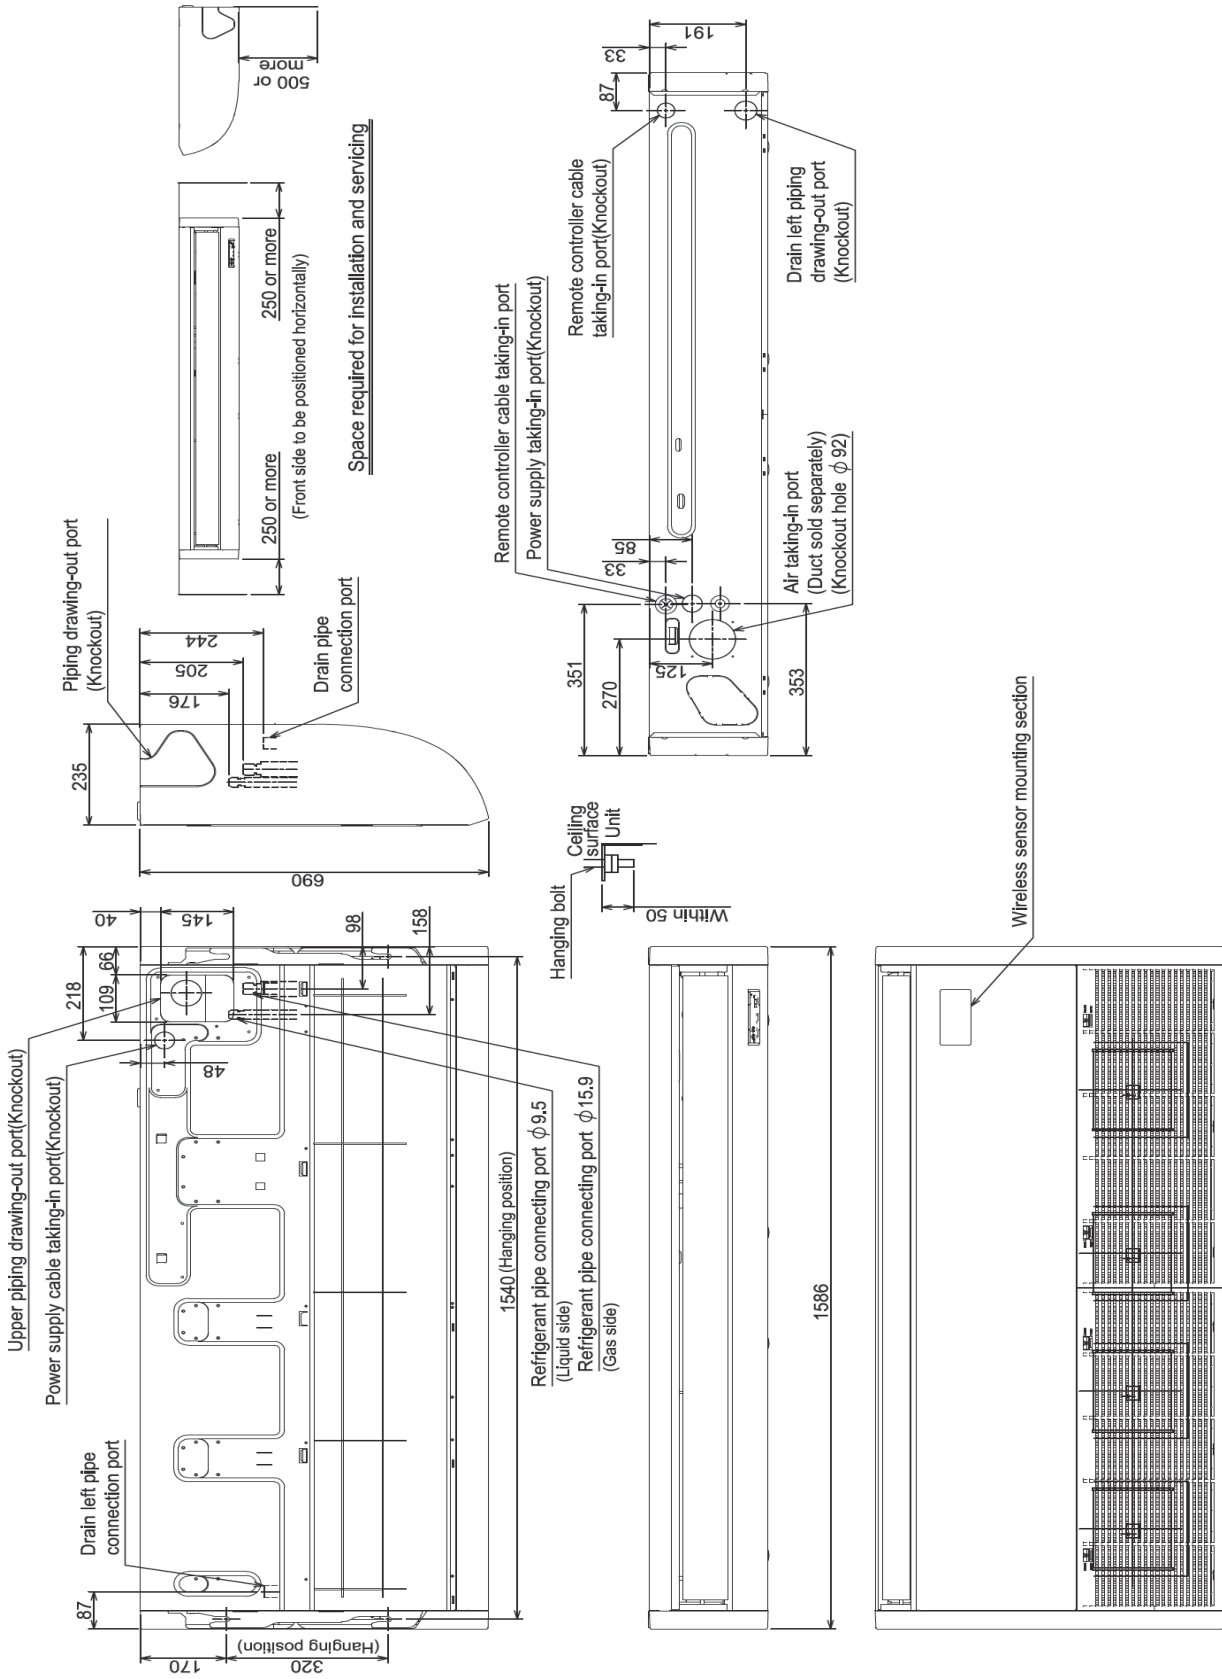 Upper piping drawing-out port(Knockout)
Power supply cable taking-in port(Knockout)
Drain left pipe
connection port
87
170
320
(Hanging position)
218
109
66
40
145
48
98
158
1540 (Hanging position)
Refrigerant pipe connecting port ϕ9.5
(Liquid side)
Refrigerant pipe connecting port ϕ15.9
(Gas side)
Piping drawing-out port
(Knockout)
235
690
176
205
244
Drain pipe
connection port
250 or more
250 or more
(Front side to be positioned horizontally)
500 or
more
Space required for installation and servicing
Hanging bolt
Ceiling
surface
Unit
Within 50
1586
Remote controller cable taking-in port
Power supply taking-in port(Knockout)
Remote controller cable
taking-in port(Knockout)
351
270
33
85
125
353
87
33
191
Air taking-in port
(Duct sold separately)
(Knockout hole ϕ92)
Drain left piping
drawing-out port
(Knockout)
Wireless sensor mounting section